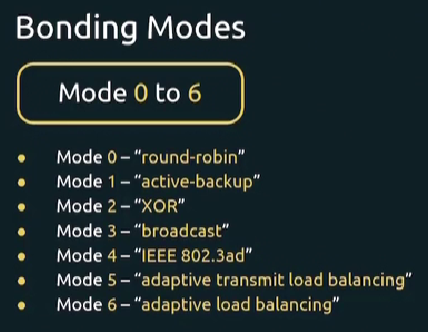 Bonding Modes
Mode 0 to 6
• Mode 0 – “round-robin”
• Mode 1 – “active-backup”
• Mode 2 – “XOR”
• Mode 3 – “broadcast”
• Mode 4 – “IEEE 802.3ad”
• Mode 5 – “adaptive transmit load balancing”
• Mode 6 – “adaptive load balancing”